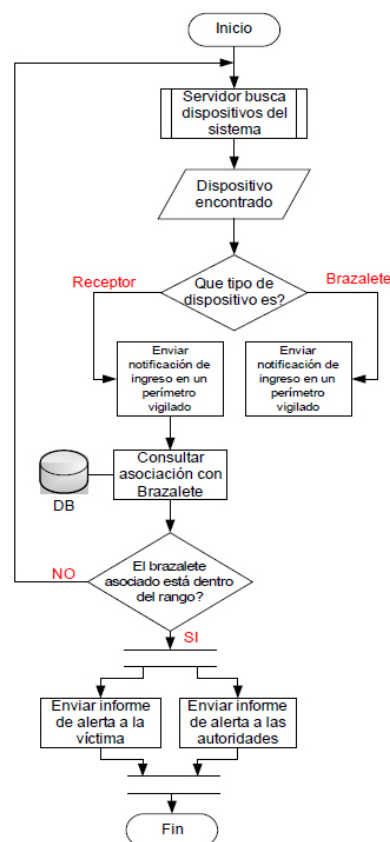 Inicio
Servidor busca
dispositivos del
sistema
Dispositivo
encontrado
Receptor
Que tipo de
dispositivo es?
Brazalete
Enviar
notificación de
ingreso en un
perímetro
vigilado
Enviar
notificación de
ingreso en un
perímetro
vigilado
Consultar
asociación con
Brazalete
DB
El brazalete
asociado está dentro
del rango?
NO
SI
Enviar informe
de alerta a la
víctima
Enviar informe
de alerta a las
autoridades
Fin